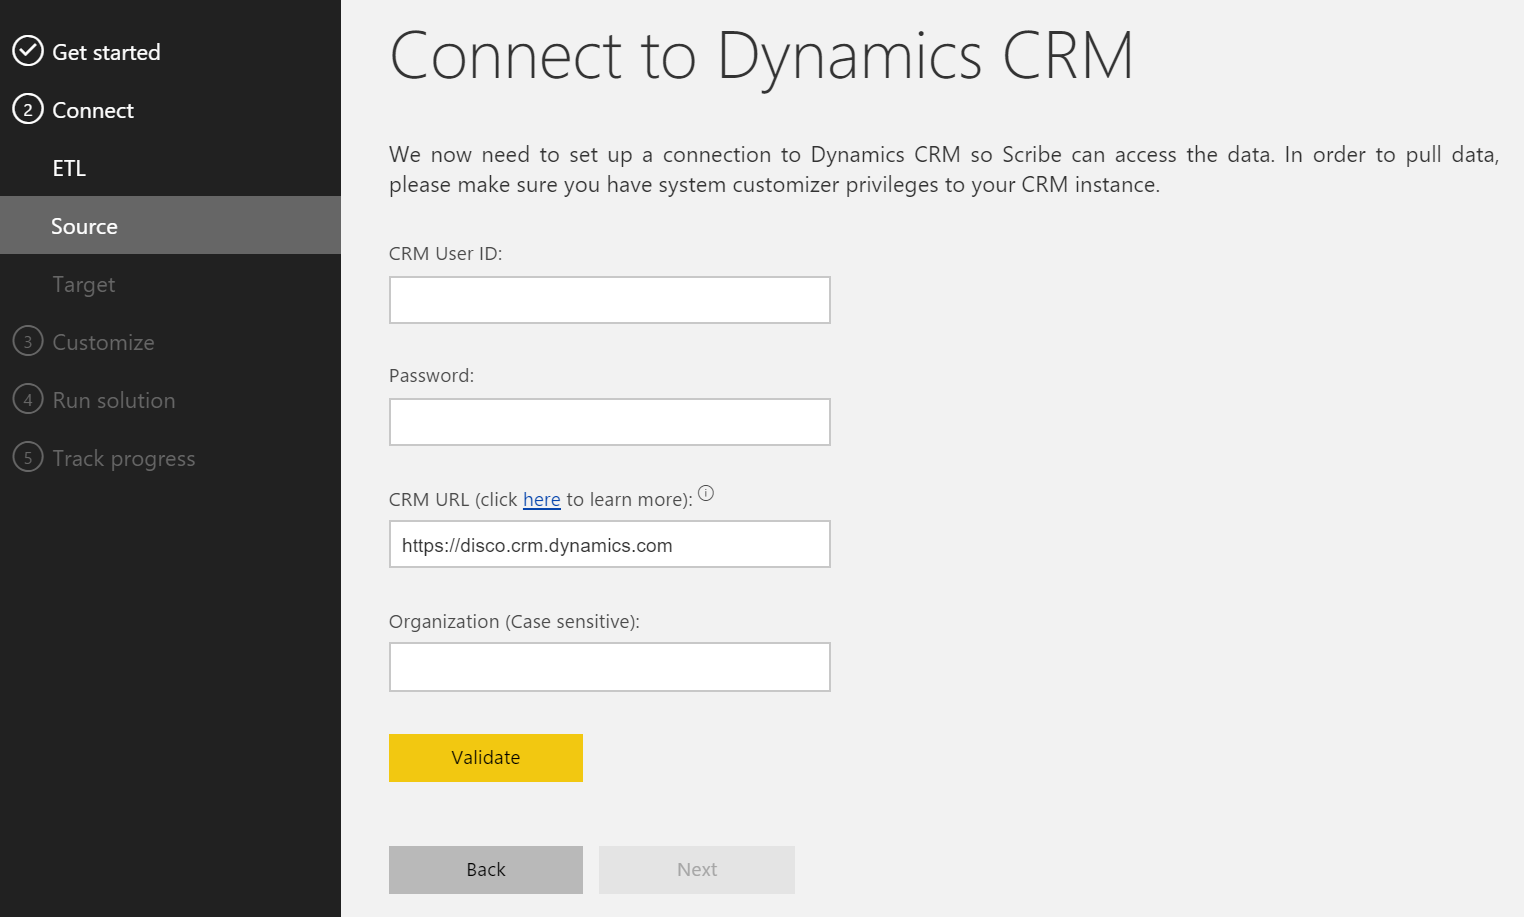 Get started
2 Connect
ETL
Source
Target
3 Customize
4 Run solution
5 Track progress
Connect to Dynamics CRM
We now need to set up a connection to Dynamics CRM so Scribe can access the data. In order to pull data,
please make sure you have system customizer privileges to your CRM instance.
CRM User ID:
Password:
CRM URL (click here to learn more): i
https://disco.crm.dynamics.com
Organization (Case sensitive):
Validate
Back
Next